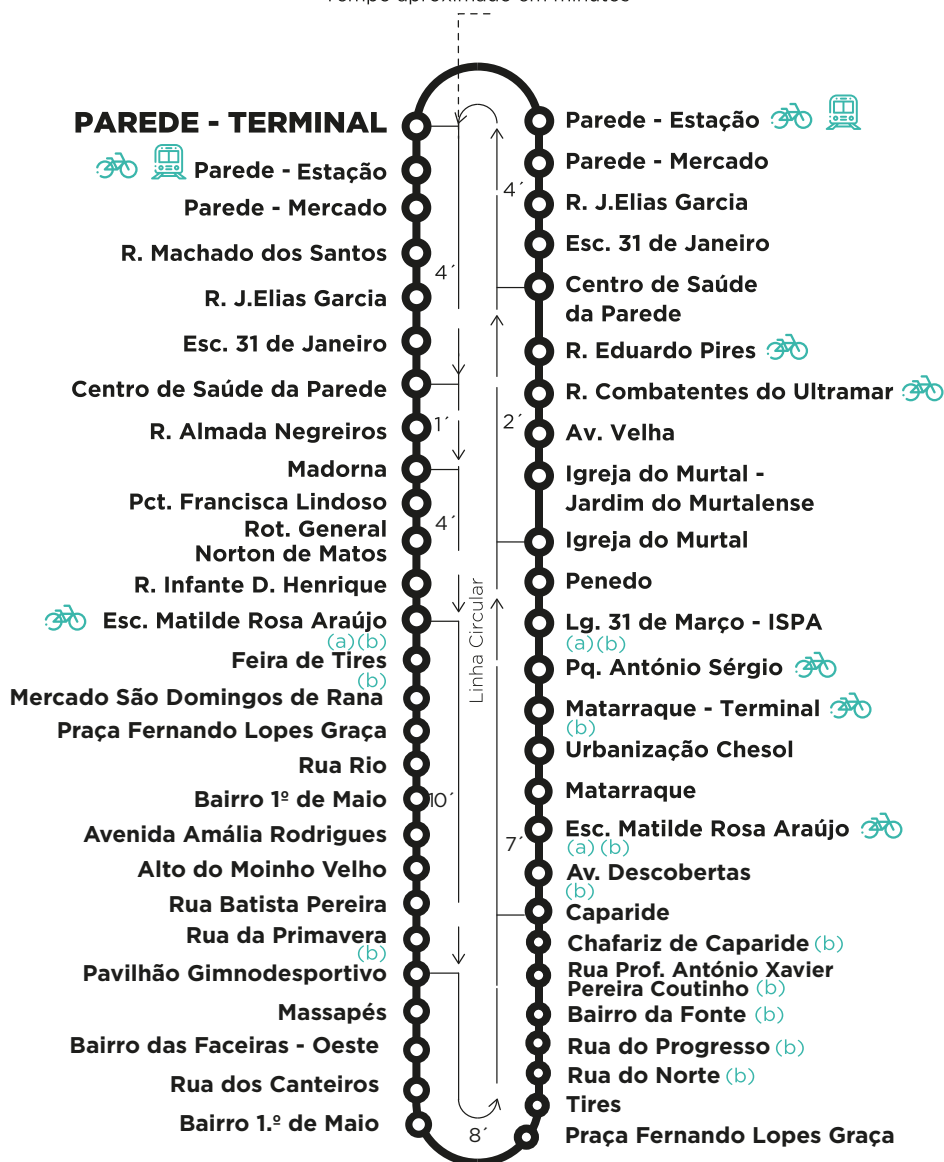 Tempo aproximado em minutos
PAREDE - TERMINAL
Parede - Estação
Parede - Mercado
R. Machado dos Santos
R. J.Elias Garcia
Esc. 31 de Janeiro
Centro de Saúde da Parede
R. Almada Negreiros
Madorna
Pct. Francisca Lindoso
Rot. General
Norton de Matos
R. Infante D. Henrique
Esc. Matilde Rosa Araújo
(a)(b)
Feira de Tires
(b)
Mercado São Domingos de Rana
Praça Fernando Lopes Graça
Rua Rio
Bairro 1º de Maio
Avenida Amália Rodrigues
Alto do Moinho Velho
Rua Batista Pereira
Rua da Primavera
(b)
Pavilhão Gimnodesportivo
Massapés
Bairro das Faceiras - Oeste
Rua dos Canteiros
Bairro 1.º de Maio
4´
1´
4´
10´
8´
Linha Circular
4´
2´
7´
Parede - Estação
Parede - Mercado
R. J.Elias Garcia
Esc. 31 de Janeiro
Centro de Saúde
da Parede
R. Eduardo Pires
R. Combatentes do Ultramar
Av. Velha
Igreja do Murtal -
Jardim do Murtalense
Igreja do Murtal
Penedo
Lg. 31 de Março - ISPA
(a)(b)
Pq. António Sérgio
Matarraque - Terminal
(b)
Urbanização Chesol
Matarraque
Esc. Matilde Rosa Araújo
(a) (b)
Av. Descobertas
(b)
Caparide
Chafariz de Caparide (b)
Rua Prof. António Xavier
Pereira Coutinho (b)
Bairro da Fonte (b)
Rua do Progresso (b)
Rua do Norte (b)
Tires
Praça Fernando Lopes Graça